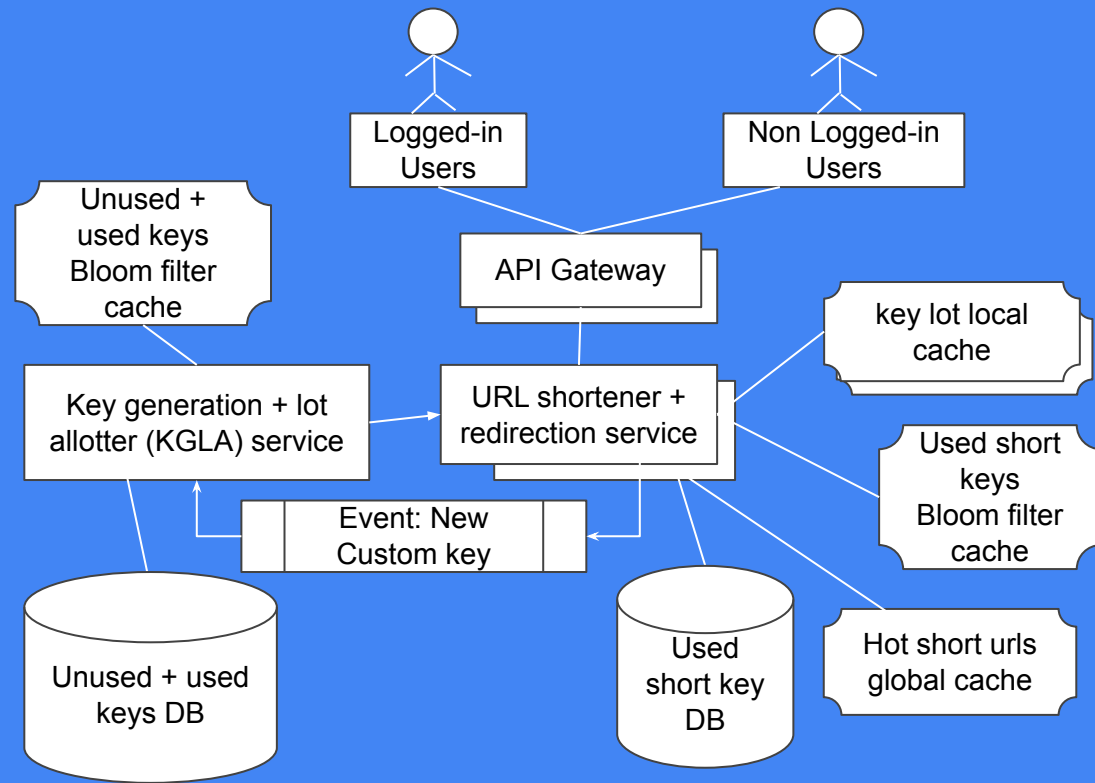 Logged-in
Users
Non Logged-in
Users
Unused +
used keys
Bloom filter
cache
API Gateway
key lot local
cache
Key generation + lot
allotter (KGLA) service
URL shortener +
redirection service
Used short
keys
Bloom filter
cache
Event: New
Custom key
Unused + used
keys DB
Used
short key
DB
Hot short urls
global cache